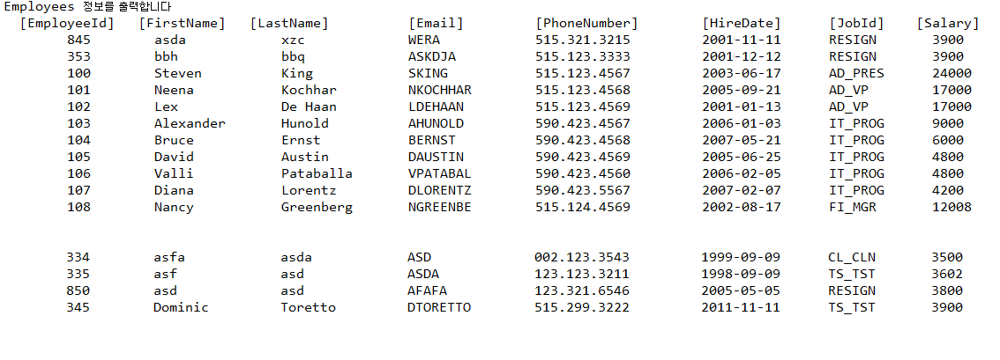 Employees 정보를 출력합니다
[EmployeeId] [FirstName] [LastName] [Email] [PhoneNumber] [HireDate] [JobId] [Salary]
845 asda xzc WERA 515.321.3215 2001-11-11 RESIGN 3900
353 bbh bbq ASKDJA 515.123.3333 2001-12-12 RESIGN 3900
100 Steven King SKING 515.123.4567 2003-06-17 AD_PRES 24000
101 Neena Kochhar NKOCHHAR 515.123.4568 2005-09-21 AD_VP 17000
102 Lex De Haan LDEHAAN 515.123.4569 2001-01-13 AD_VP 17000
103 Alexander Hunold AHUNOLD 590.423.4567 2006-01-03 IT_PROG 9000
104 Bruce Ernst BERNST 590.423.4568 2007-05-21 IT_PROG 6000
105 David Austin DAUSTIN 590.423.4569 2005-06-25 IT_PROG 4800
106 Valli Pataballa VPATABAL 590.423.4560 2006-02-05 IT_PROG 4800
107 Diana Lorentz DLORENTZ 590.423.5567 2007-02-07 IT_PROG 4200
108 Nancy Greenberg NGREENBE 515.124.4569 2002-08-17 FI_MGR 12008
334 asfa asda ASD 002.123.3543 1999-09-09 CL_CLN 3500
335 asf asd ASDA 123.123.3211 1998-09-09 TS_TST 3602
850 asd asd AFAFA 123.321.6546 2005-05-05 RESIGN 3800
345 Dominic Toretto DTORETTO 515.299.3222 2011-11-11 TS_TST 3900